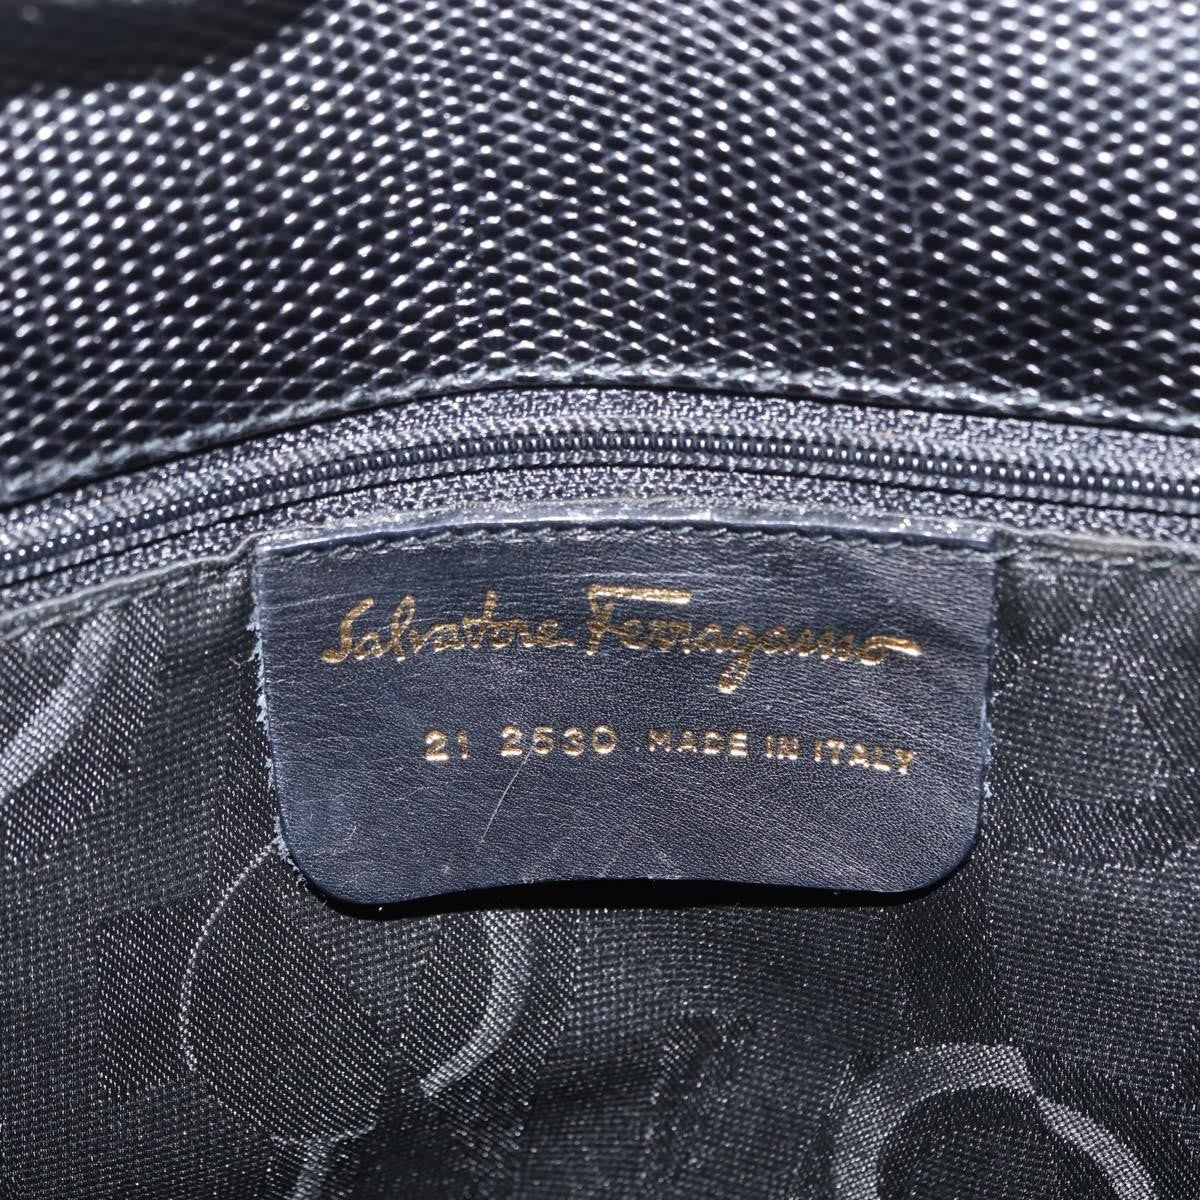 Salvatore Ferragamo
21 2530 MADE IN ITALY